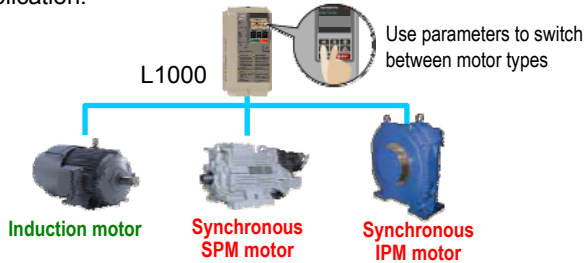 plication.
Use parameters to switch
between motor types
L1000
Induction motor
Synchronous
SPM motor
Synchronous
IPM motor